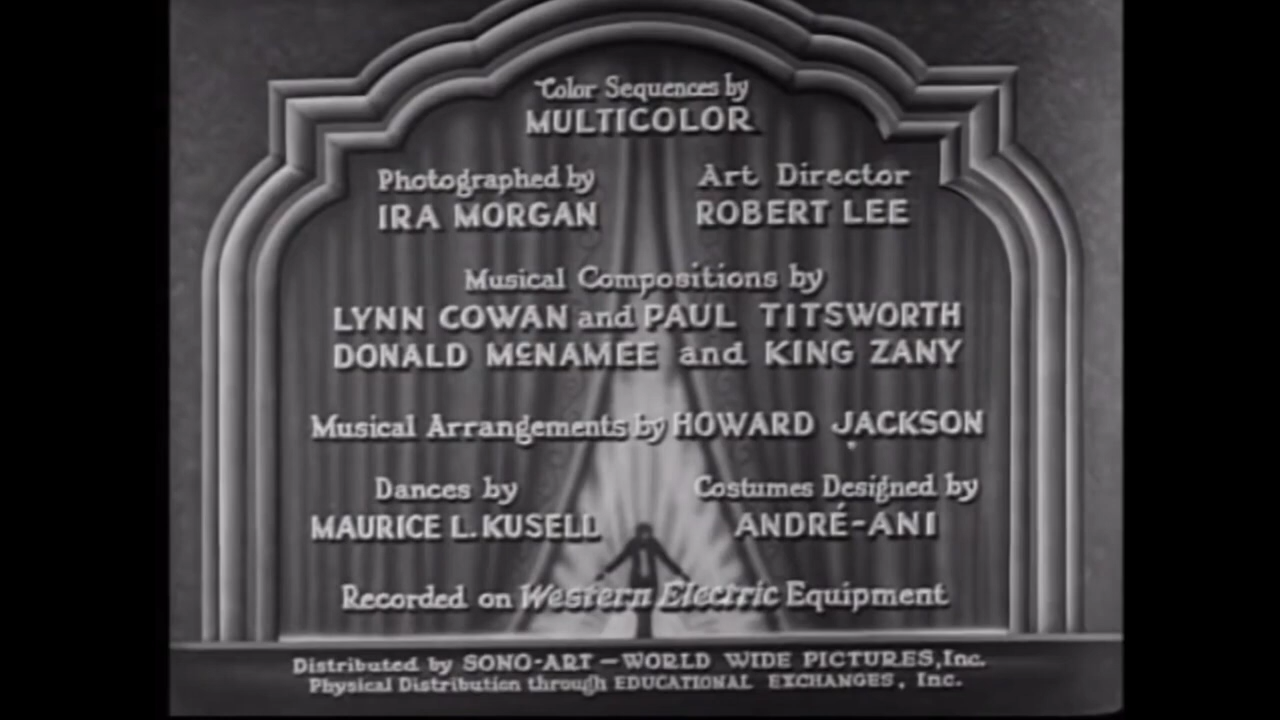 Color Sequences by
MULTICOLOR
Photographed by
IRA MORGAN
Art Director
ROBERT LEE
Musical Compositions by
LYNN COWAN and PAUL TITSWORTH
DONALD McNAMEE and KING ZANY
Musical Arrangements by HOWARD JACKSON
Dances by
MAURICE L. KUSELL
Costumes Designed by
ANDRÉ-ANI
Recorded on Western Electric Equipment
Distributed by SONO-ART-WORLD WIDE PICTURES, Inc.
Physical Distribution through EDUCATIONAL EXCHANGES, Inc.